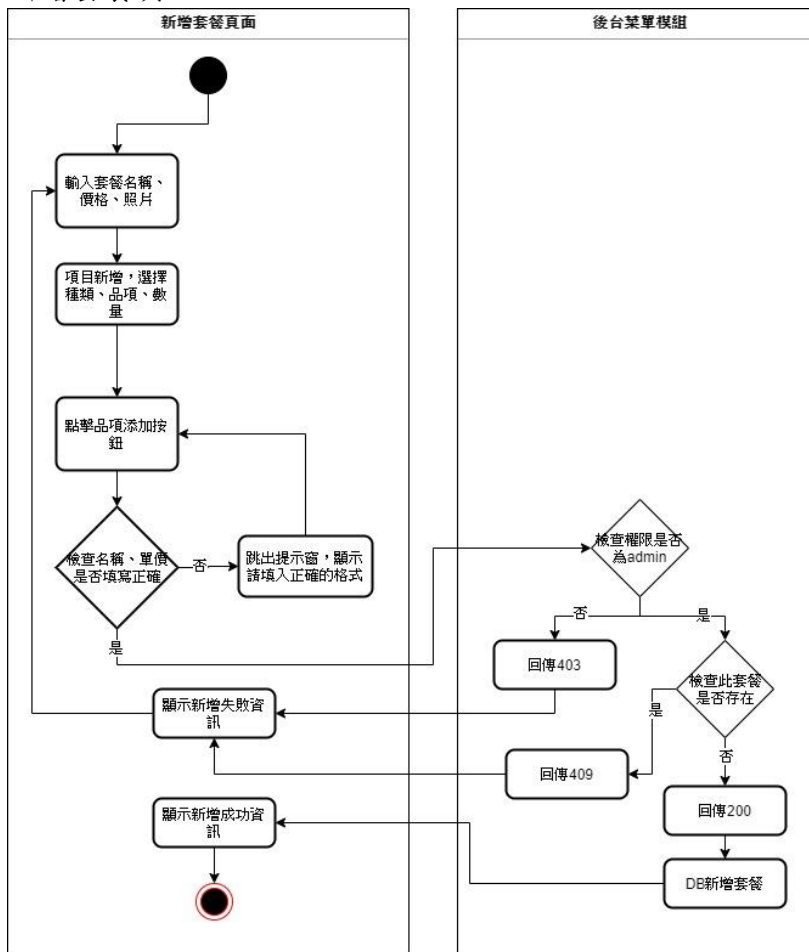 新增套餐頁面
後台菜單模組
輸入套餐名稱、
價格、照片
項目新增，選擇
種類、品項、數
量
點擊品項添加按
鈕
檢查名稱、單價
是否填寫正確
否
跳出提示窗，顯示
請填入正確的格式
是
檢查權限是否
為admin
否
是
回傳403
檢查此套餐
是否存在
顯示新增失敗資
訊
是
回傳409
否
回傳200
顯示新增成功資
訊
DB新增套餐